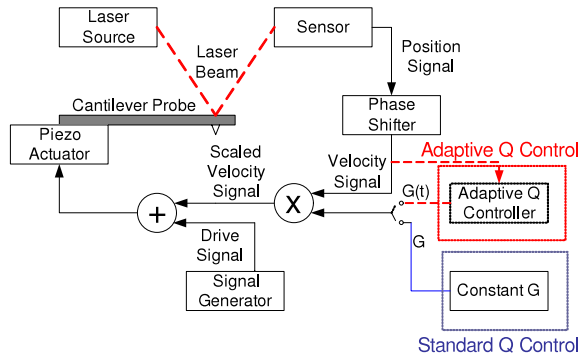 Laser
Source
Laser
Beam
Sensor
Position
Signal
Cantilever Probe
Piezo
Actuator
Phase
Shifter
Scaled
Velocity
Signal
Velocity
Signal
Adaptive Q Control
Adaptive Q
Controller
G(t)
X
+
G
Drive
Signal
Signal
Generator
Constant G
Standard Q Control